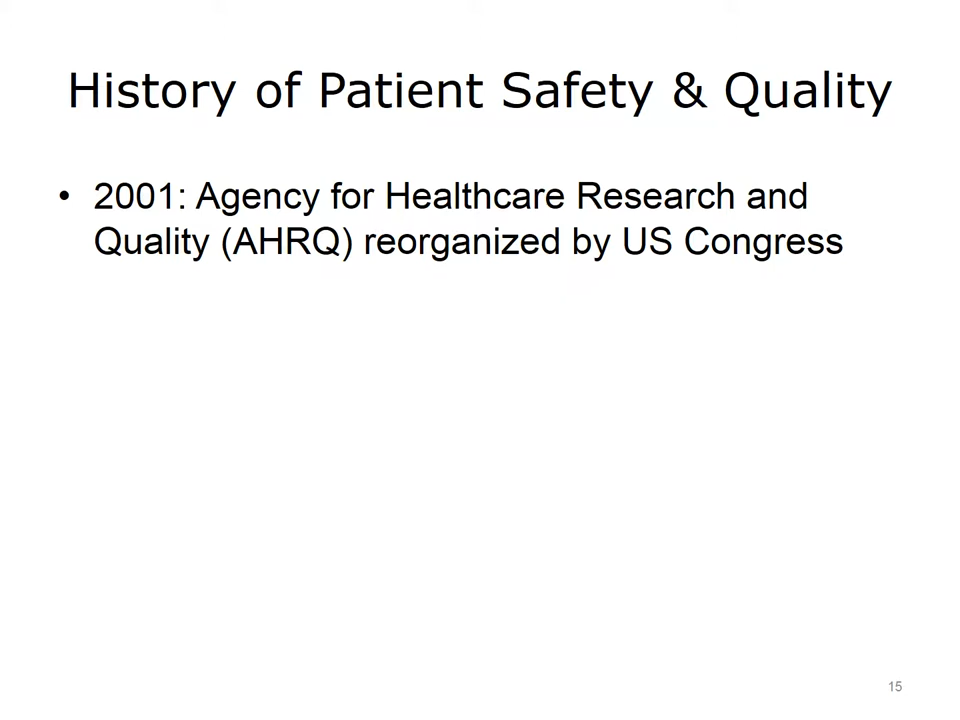 History of Patient Safety & Quality
• 2001: Agency for Healthcare Research and
Quality (AHRQ) reorganized by US Congress
15